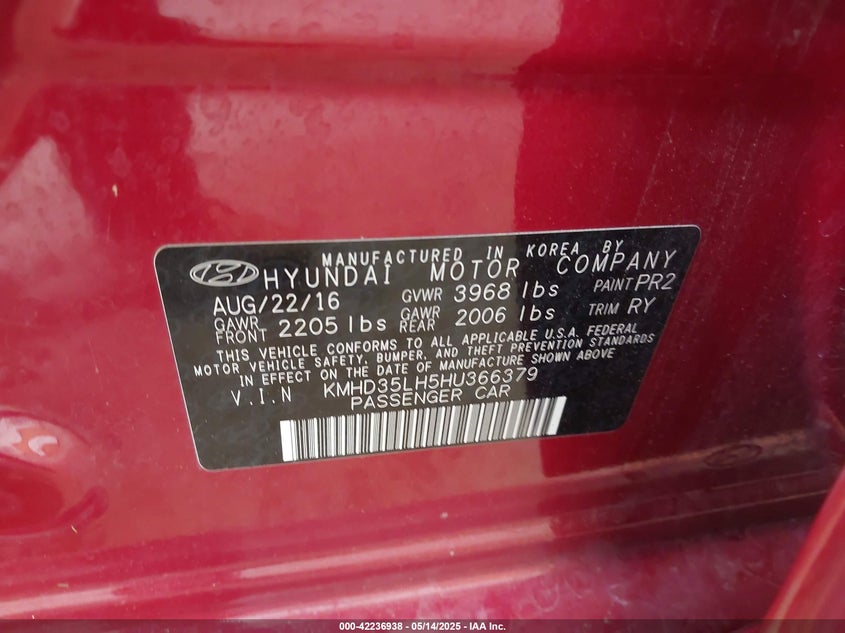 MANUFACTURED IN KOREA BY
HYUNDAI MOTOR COMPANY
AUG/22/16 GVWR 3968 lbs PAINT PR2
GAWR FRONT 2205 lbs GAWR REAR 2006 lbs TRIM RY
THIS VEHICLE CONFORMS TO ALL APPLICABLE U.S.A. FEDERAL
MOTOR VEHICLE SAFETY, BUMPER, AND THEFT PREVENTION STANDARDS
IN EFFECT ON THE DATE OF MANUFACTURE SHOWN ABOVE
V.I.N KMHD35LH5HU366379
PASSENGER CAR
000-42236938 - 05/14/2025 - IAA Inc.